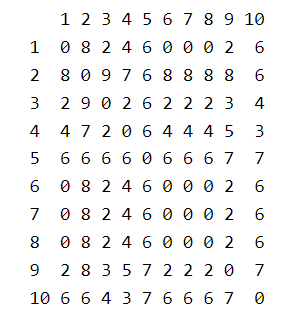 1 2 3 4 5 6 7 8 9 10
1 0 8 2 4 6 0 0 0 2 6
2 8 0 9 7 6 8 8 8 8 6
3 2 9 0 2 6 2 2 2 3 4
4 4 7 2 0 6 4 4 4 5 3
5 6 6 6 6 0 6 6 6 7 7
6 0 8 2 4 6 0 0 0 2 6
7 0 8 2 4 6 0 0 0 2 6
8 0 8 2 4 6 0 0 0 2 6
9 2 8 3 5 7 2 2 2 0 7
10 6 6 4 3 7 6 6 6 7 0